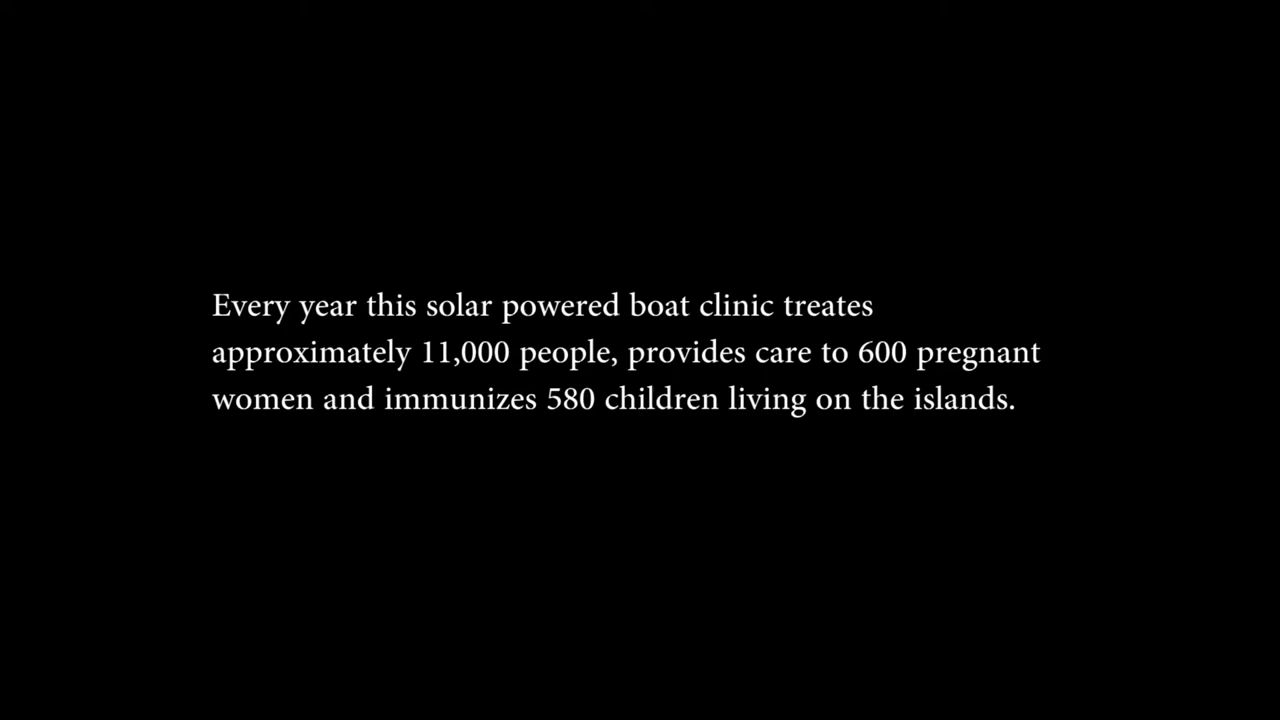 Every year this solar powered boat clinic treates
approximately 11,000 people, provides care to 600 pregnant
women and immunizes 580 children living on the islands.